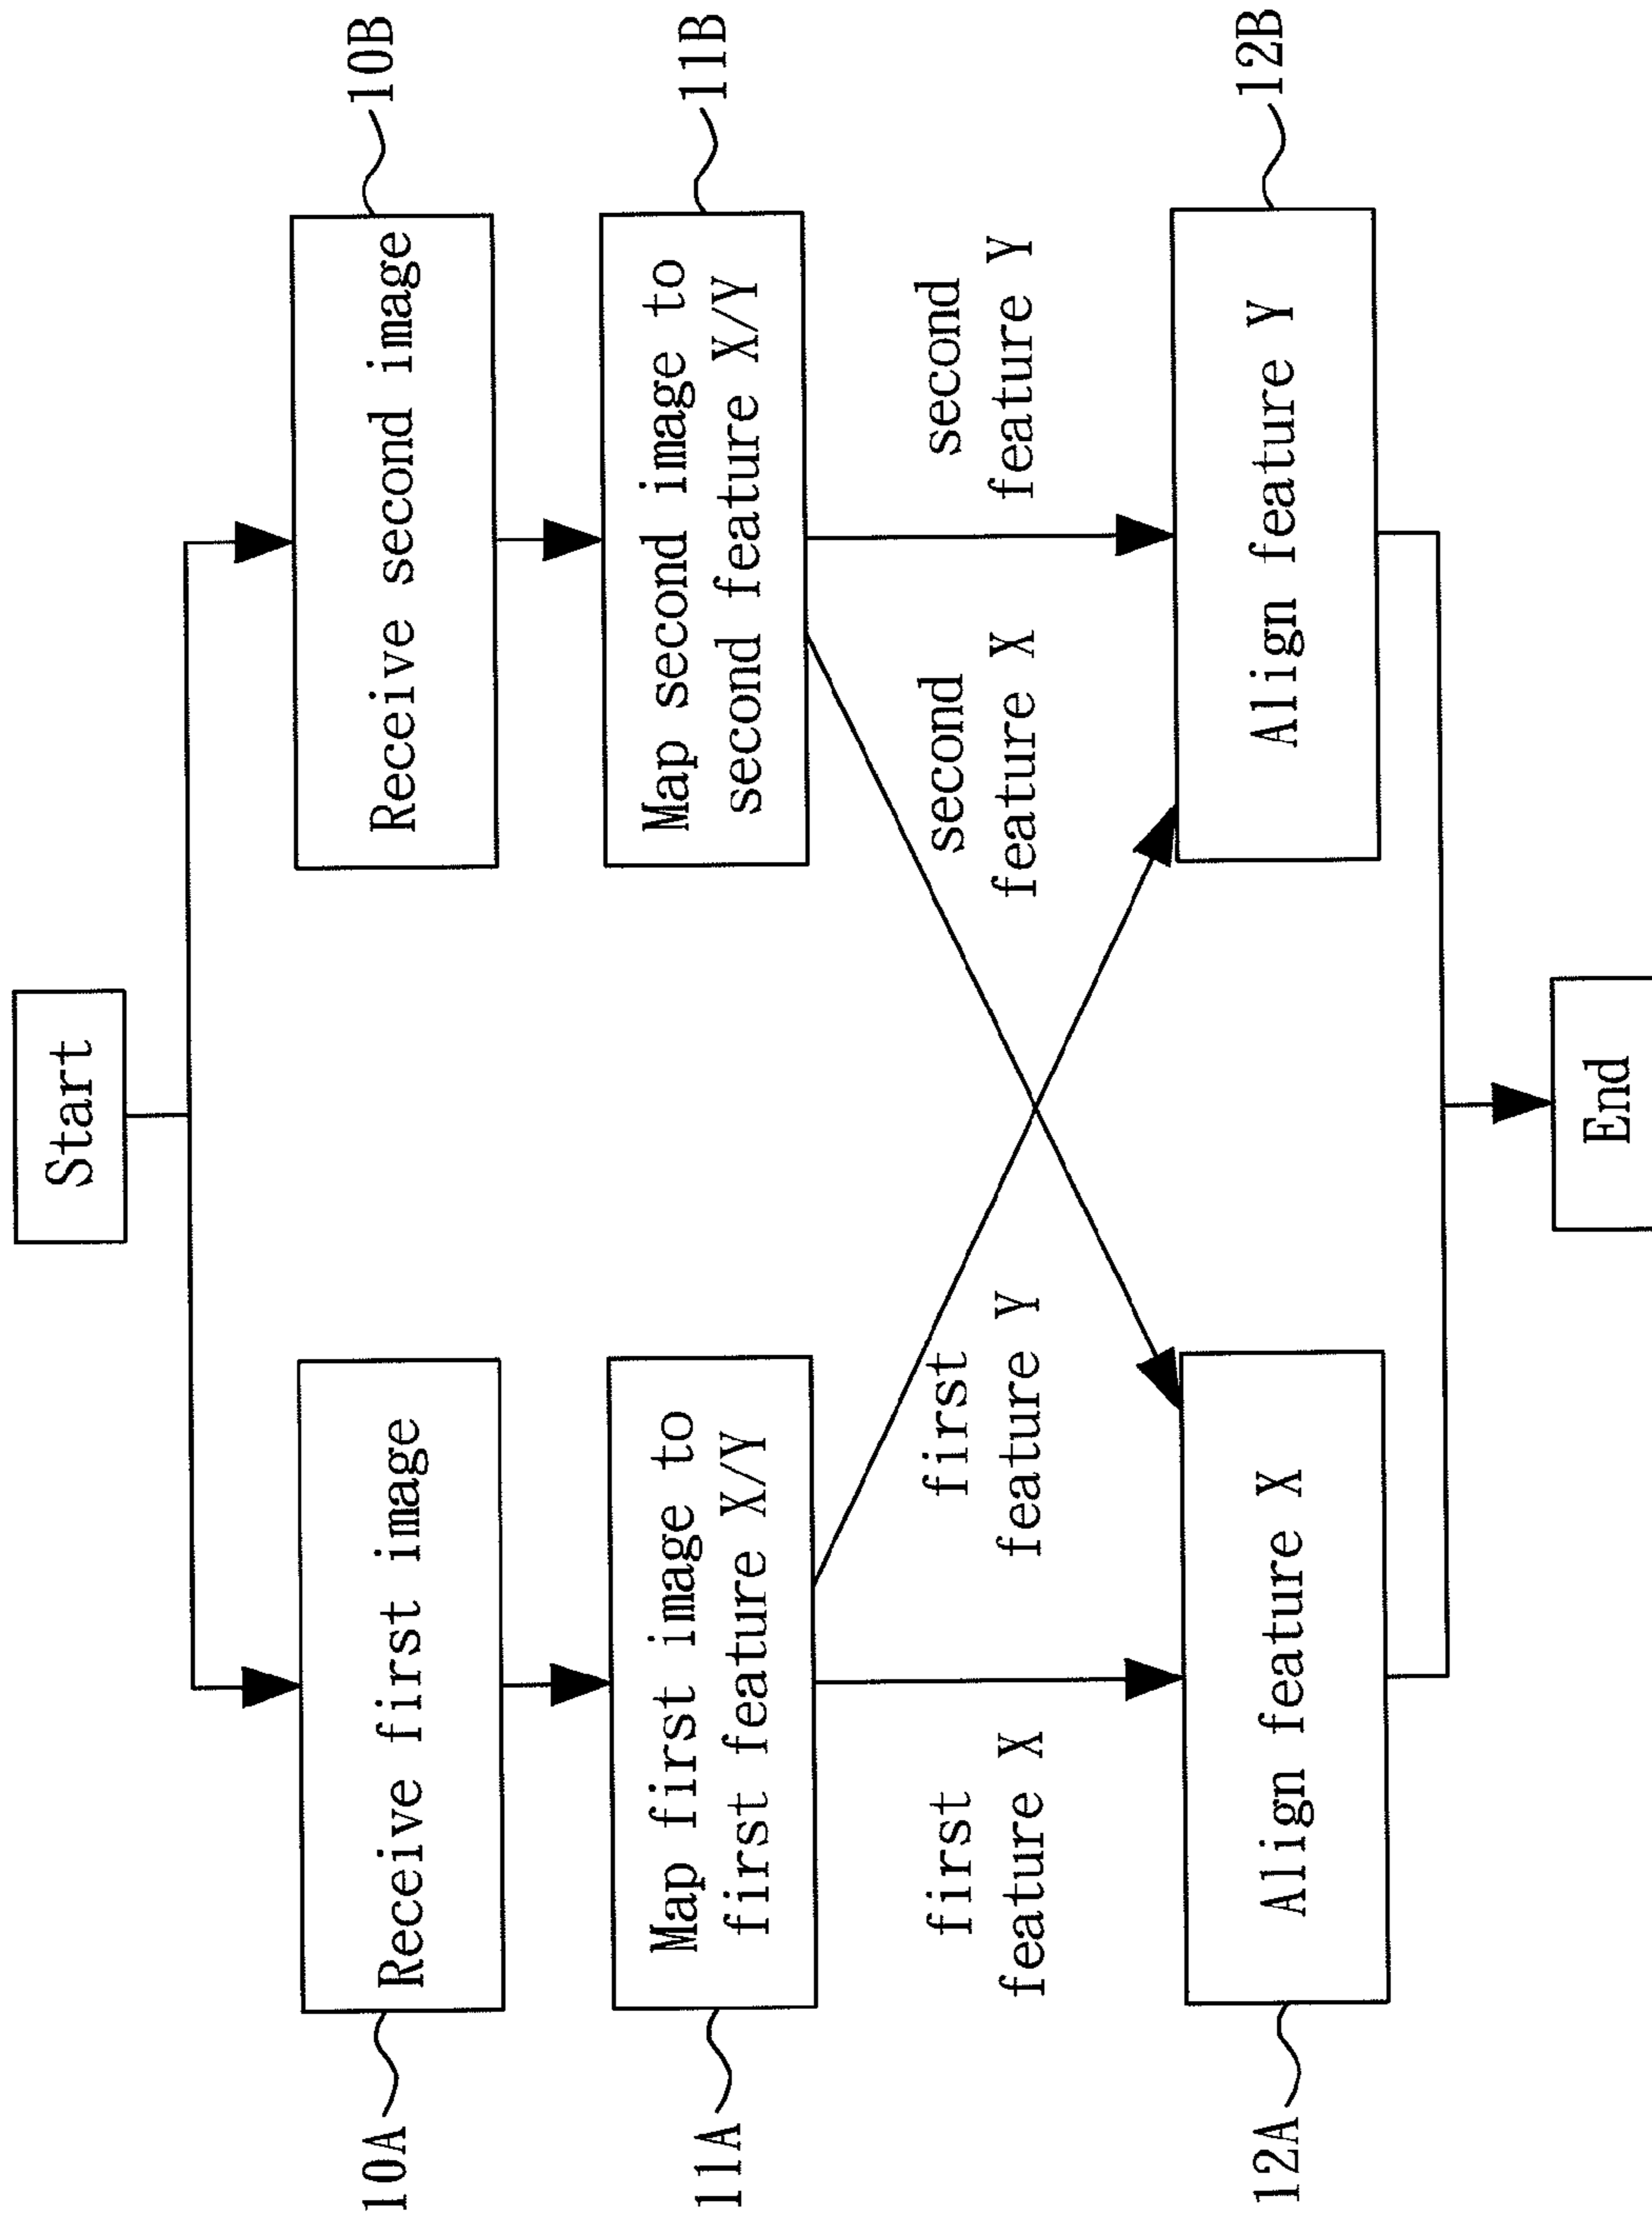 Start
10A
Receive first image
Receive second image
10B
11A
Map first image to
first feature X/Y
Map second image to
second feature X/Y
11B
first
feature X
first
feature Y
second
feature X
second
feature Y
12A
Align feature X
Align feature Y
12B
End